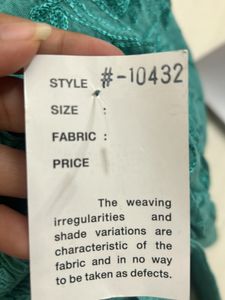 STYLE #-10432
SIZE :
FABRIC :
PRICE
The weaving
irregularities and
shade variations are
characteristic of the
fabric and in no way
to be taken as defects.